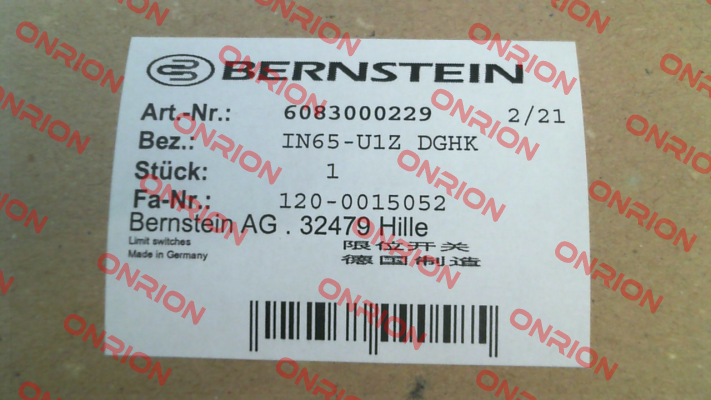 BERNSTEIN
Art.-Nr.: 6083000229 2/21
Bez.: IN65-U1Z DGHK
Stück: 1
Fa-Nr.: 120-0015052
Bernstein AG . 32479 Hille
Limit switches 限位开关
Made in Germany 德国制造
ONRION